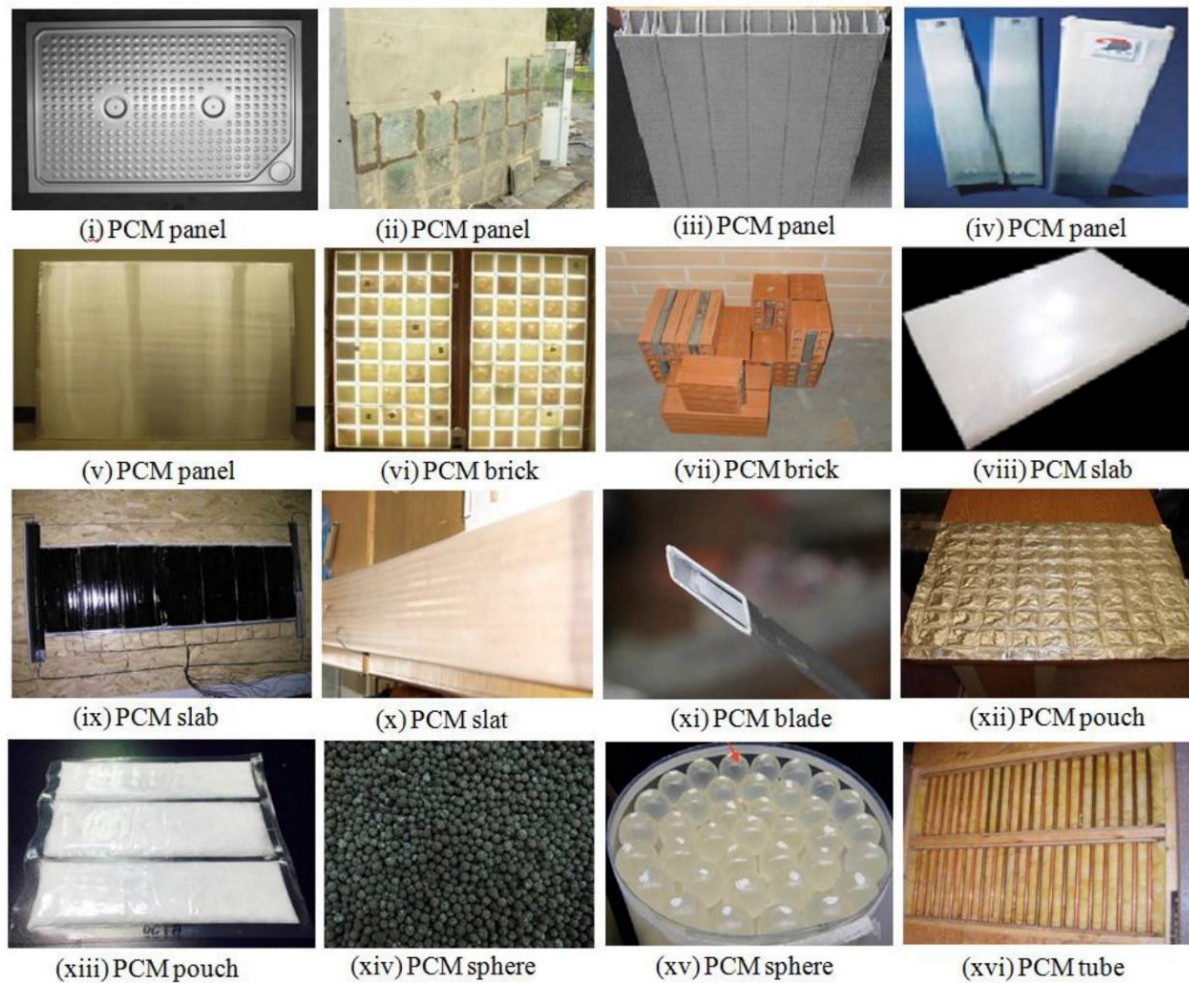 (i) PCM panel
(ii) PCM panel
(iii) PCM panel
(iv) PCM panel
(v) PCM panel
(vi) PCM brick
(vii) PCM brick
(viii) PCM slab
(ix) PCM slab
(x) PCM slat
(xi) PCM blade
(xii) PCM pouch
(xiii) PCM pouch
(xiv) PCM sphere
(xv) PCM sphere
(xvi) PCM tube